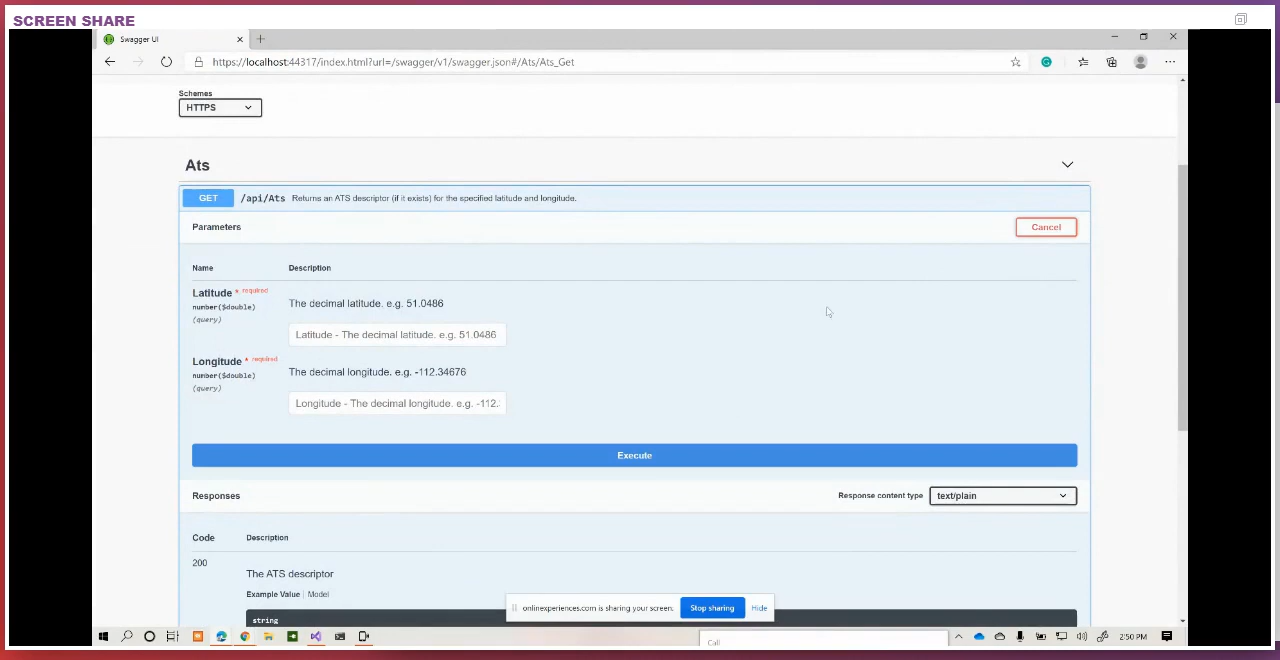 SCREEN SHARE
Swagger UI
https://localhost:44317/index.html?url=/swagger/v1/swagger.json#/Ats/Ats_Get
Schemes
HTTPS
Ats
GET /api/Ats Returns an ATS descriptor (if it exists) for the specified latitude and longitude.
Parameters Cancel
Name Description
Latitude * required
The decimal latitude. e.g. 51.0486
number($double)
(query)
Latitude - The decimal latitude. e.g. 51.0486
Longitude * required
The decimal longitude. e.g. -112.34676
number($double)
(query)
Longitude - The decimal longitude. e.g. -112.
Execute
Responses Response content type text/plain
Code Description
200
The ATS descriptor
Example Value | Model
string
onlinexperiences.com is sharing your screen. Stop sharing Hide
2:50 PM
Call